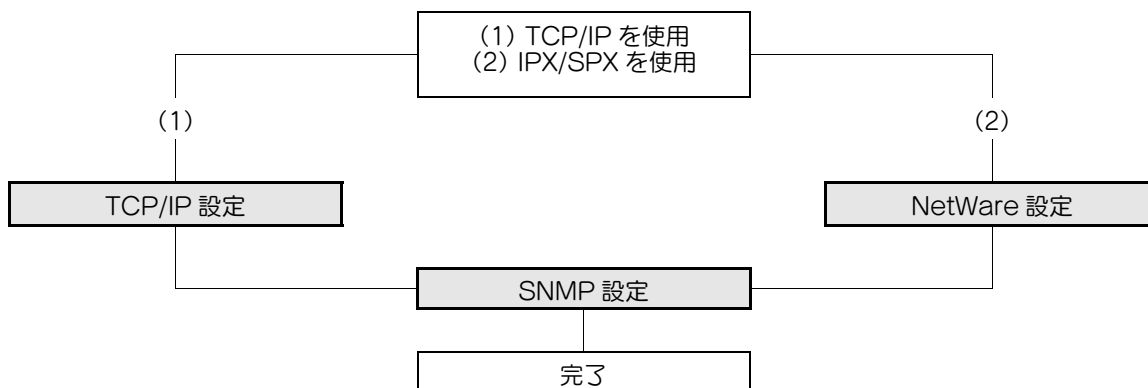 (1) TCP/IP を使用
(2) IPX/SPX を使用
(1)
(2)
TCP/IP 設定
NetWare 設定
SNMP 設定
完了